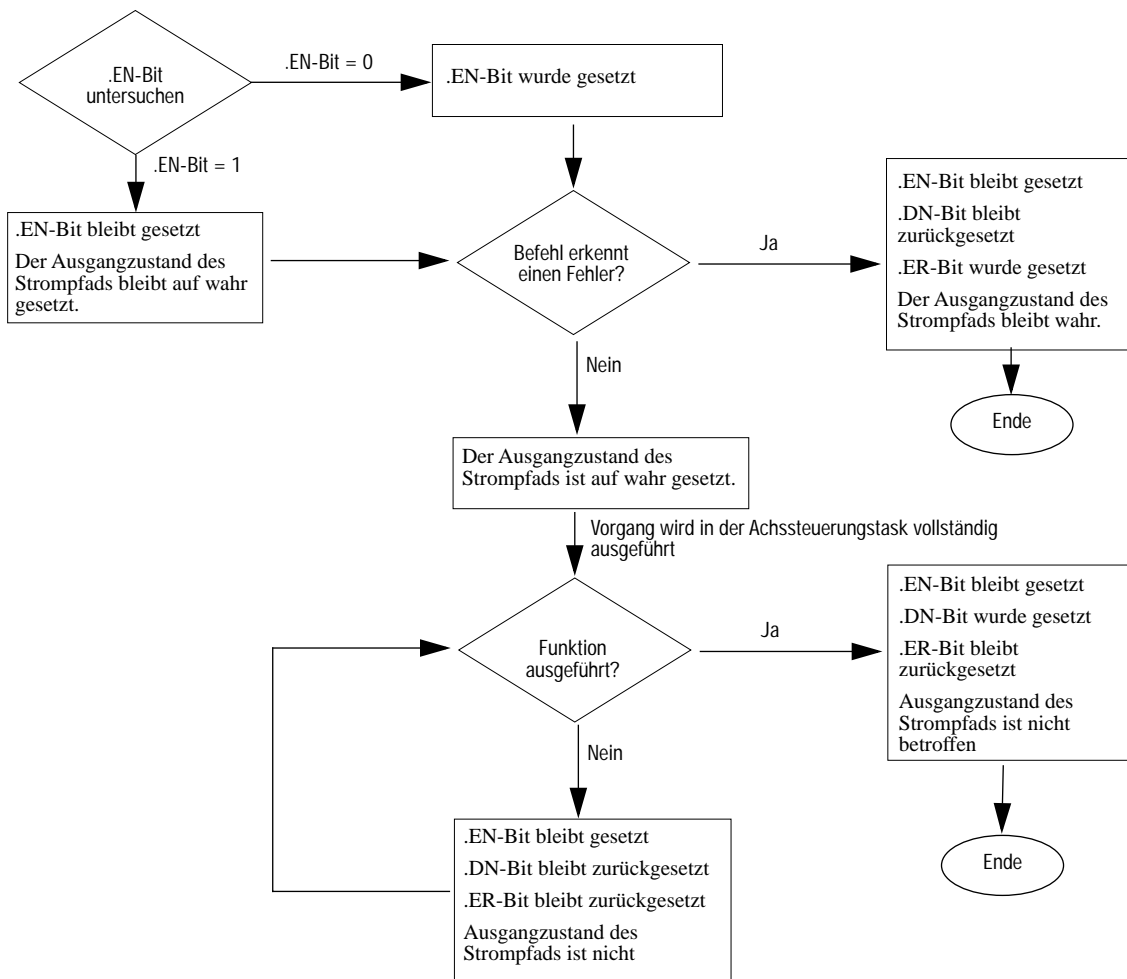 .EN-Bit
untersuchen
.EN-Bit = 0
.EN-Bit wurde gesetzt
.EN-Bit = 1
.EN-Bit bleibt gesetzt
Der Ausgangzustand des
Strompfads bleibt auf wahr
gesetzt.
Befehl erkennt
einen Fehler?
Ja
.EN-Bit bleibt gesetzt
.DN-Bit bleibt
zurückgesetzt
.ER-Bit wurde gesetzt
Der Ausgangzustand des
Strompfads bleibt wahr.
Ende
Nein
Der Ausgangzustand des
Strompfads ist auf wahr gesetzt.
Vorgang wird in der Achssteuerungstask vollständig
ausgeführt
Funktion
ausgeführt?
Ja
.EN-Bit bleibt gesetzt
.DN-Bit wurde gesetzt
.ER-Bit bleibt
zurückgesetzt
Ausgangzustand des
Strompfads ist nicht
betroffen
Ende
Nein
.EN-Bit bleibt gesetzt
.DN-Bit bleibt zurückgesetzt
.ER-Bit bleibt zurückgesetzt
Ausgangzustand des
Strompfads ist nicht